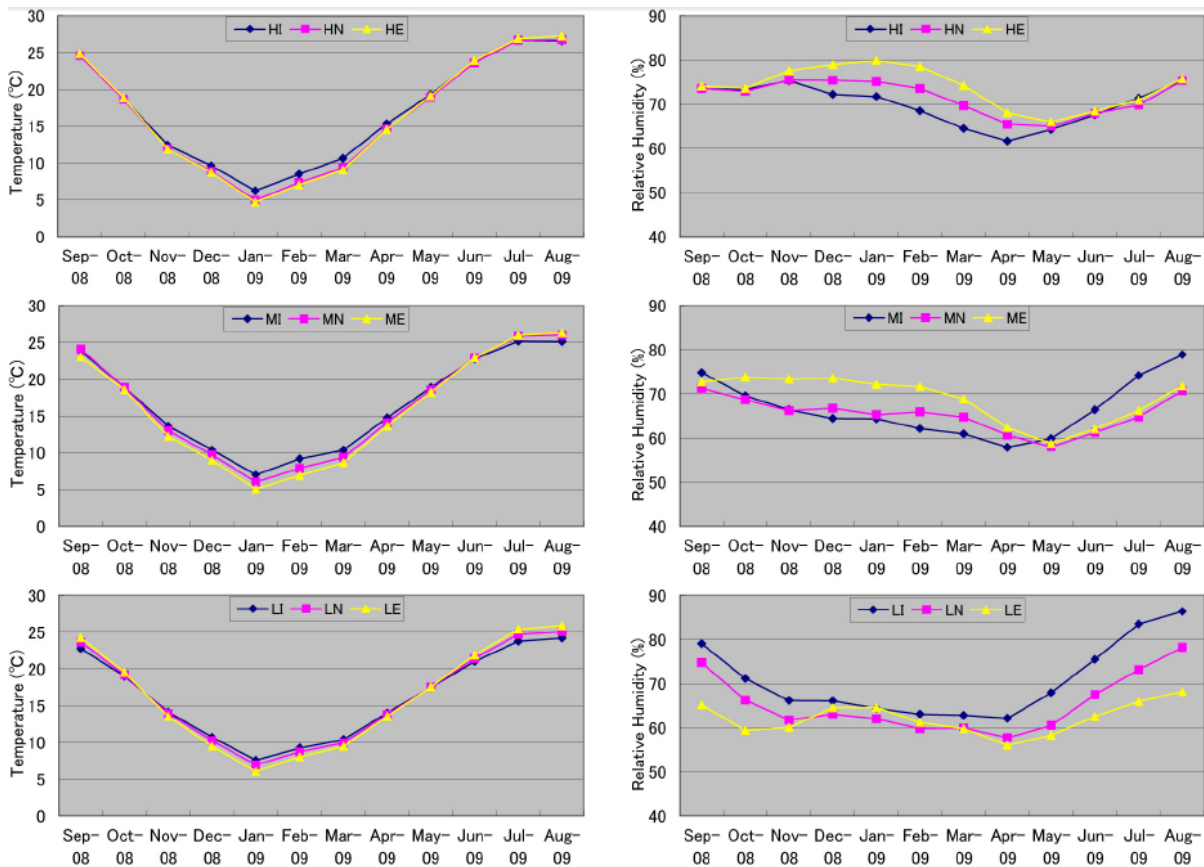 Temperature (℃)
30
25
20
15
10
5
0
HI HN HE
Sep- Oct- Nov- Dec- Jan- Feb- Mar- Apr- May- Jun- Jul- Aug-
08 08 08 08 09 09 09 09 09 09 09 09
Relative Humidity (%)
90
80
70
60
50
40
HI HN HE
Sep- Oct- Nov- Dec- Jan- Feb- Mar- Apr- May- Jun- Jul- Aug-
08 08 08 08 09 09 09 09 09 09 09 09
Temperature (℃)
30
25
20
15
10
5
0
MI MN ME
Sep- Oct- Nov- Dec- Jan- Feb- Mar- Apr- May- Jun- Jul- Aug-
08 08 08 08 09 09 09 09 09 09 09 09
Relative Humidity (%)
90
80
70
60
50
40
MI MN ME
Sep- Oct- Nov- Dec- Jan- Feb- Mar- Apr- May- Jun- Jul- Aug-
08 08 08 08 09 09 09 09 09 09 09 09
Temperature (℃)
30
25
20
15
10
5
0
LI LN LE
Sep- Oct- Nov- Dec- Jan- Feb- Mar- Apr- May- Jun- Jul- Aug-
08 08 08 08 09 09 09 09 09 09 09 09
Relative Humidity (%)
90
80
70
60
50
40
LI LN LE
Sep- Oct- Nov- Dec- Jan- Feb- Mar- Apr- May- Jun- Jul- Aug-
08 08 08 08 09 09 09 09 09 09 09 09